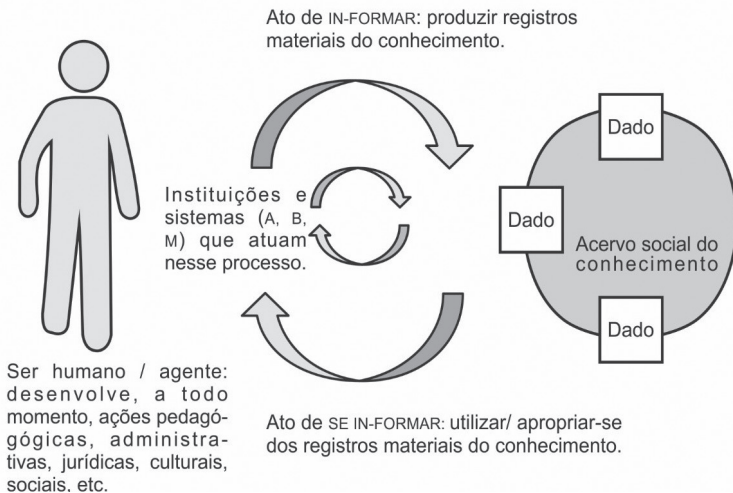 Ato de IN-FORMAR: produzir registros
materiais do conhecimento.
Instituições e
sistemas (A, B,
M) que atuam
nesse processo.
Dado
Dado
Acervo social do
conhecimento
Dado
Ser humano / agente:
desenvolve, a todo
momento, ações pedagó-
gógicas, administra-
tivas, jurídicas, culturais,
sociais, etc.
Ato de SE IN-FORMAR: utilizar/ apropriar-se
dos registros materiais do conhecimento.